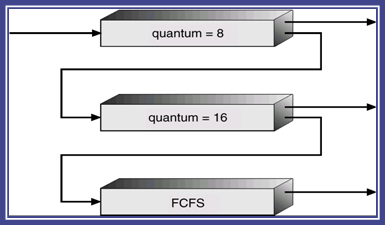 quantum = 8
quantum = 16
FCFS